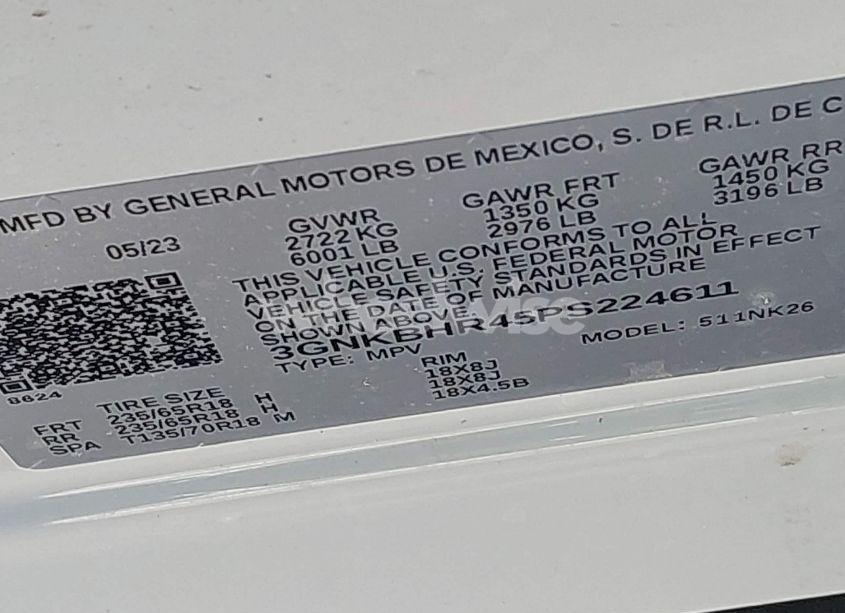 MFD BY GENERAL MOTORS DE MEXICO, S. DE R.L. DE C
05/23
GVWR
2722 KG
6001 LB
GAWR FRT
1350 KG
2976 LB
GAWR RR
1450 KG
3196 LB
THIS VEHICLE CONFORMS TO ALL
APPLICABLE U.S. FEDERAL MOTOR
VEHICLE SAFETY STANDARDS IN EFFECT
ON THE DATE OF MANUFACTURE
SHOWN ABOVE.
3GNKBHR45PS224611
TYPE: MPV
MODEL: 511NK26
8624
TIRE SIZE RIM
FRT 235/65R18 H 18X8J
RR 235/65R18 H 18X8J
SPA T135/70R18 M 18X4.5B